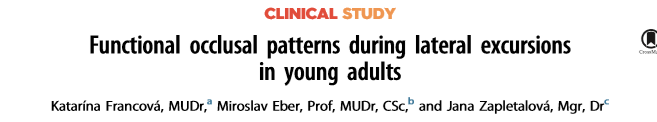 CLINICAL STUDY
Functional occlusal patterns during lateral excursions
in young adults
Katarína Francová, MUDr,a Miroslav Eber, Prof, MUDr, CSc,b and Jana Zapletalová, Mgr, Drc